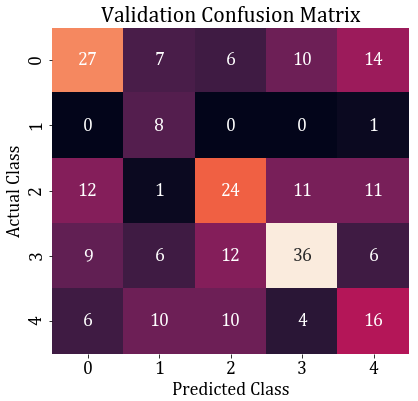 Validation Confusion Matrix
0 27 7 6 10 14
1 0 8 0 0 1
2 12 1 24 11 11
3 9 6 12 36 6
4 6 10 10 4 16
0 1 2 3 4
Actual Class
Predicted Class